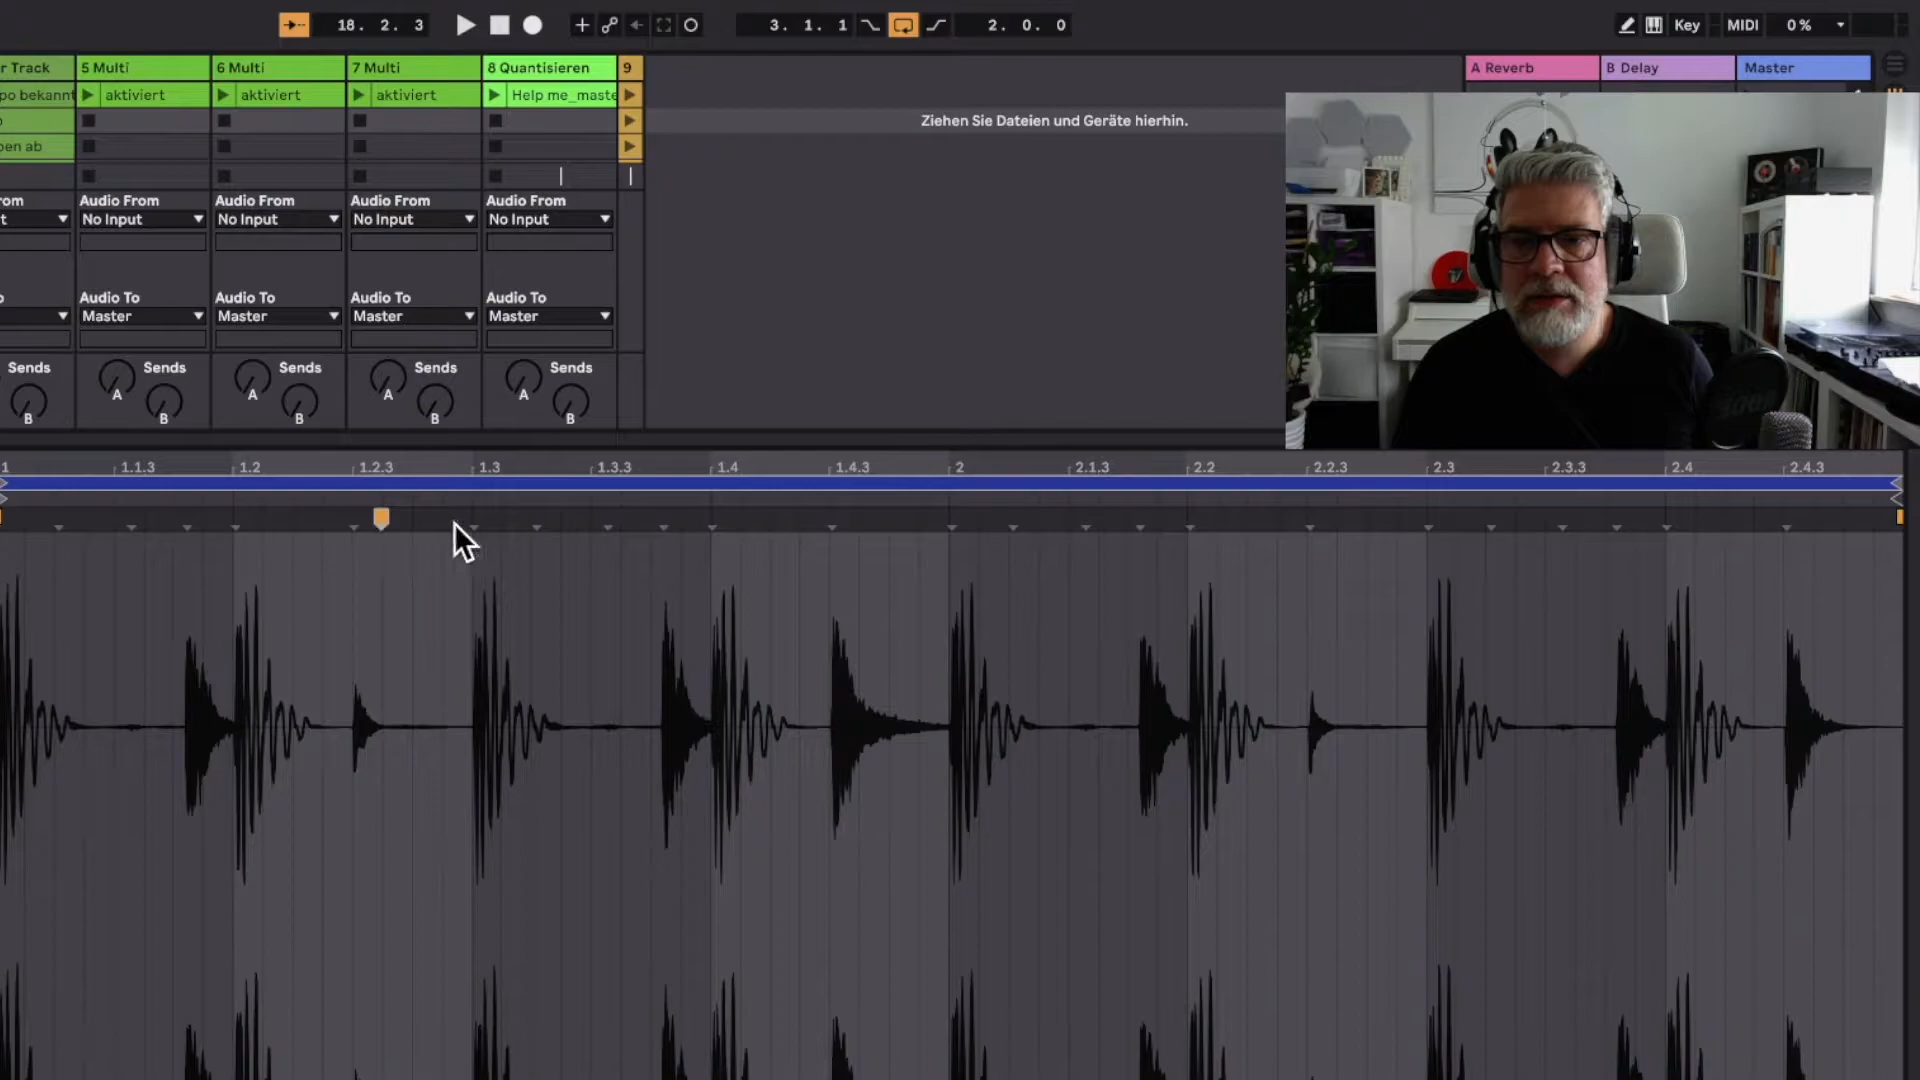 18. 2. 3
3. 1. 1
2. 0. 0
Key
MIDI
0 %
r Track
5 Multi
6 Multi
7 Multi
8 Quantisieren
9
A Reverb
B Delay
Master
po bekannt
aktiviert
aktiviert
aktiviert
Help me_maste
Ziehen Sie Dateien und Geräte hierhin.
pen ab
rom
Audio From
Audio From
Audio From
Audio From
t
No Input
No Input
No Input
No Input
Audio To
Audio To
Audio To
Audio To
Master
Master
Master
Master
Sends
Sends
Sends
Sends
Sends
A
A
A
A
B
B
B
B
B
1
1.1.3
1.2
1.2.3
1.3
1.3.3
1.4
1.4.3
2
2.1.3
2.2
2.2.3
2.3
2.3.3
2.4
2.4.3